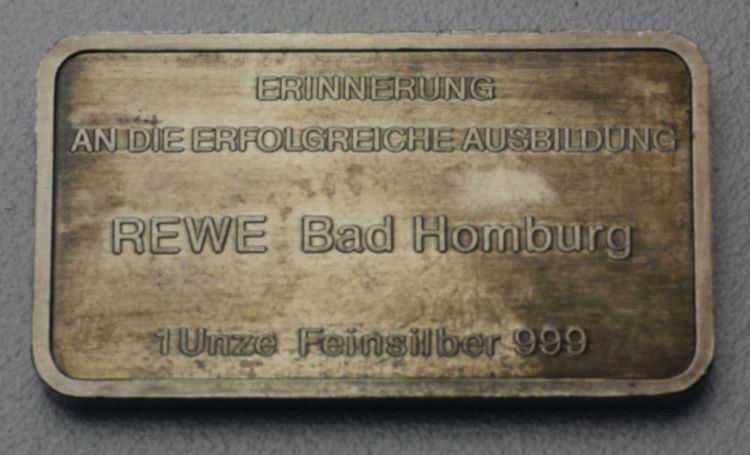 ERINNERUNG
AN DIE ERFOLGREICHE AUSBILDUNG
REWE Bad Homburg
1 Unze Feinsilber 999